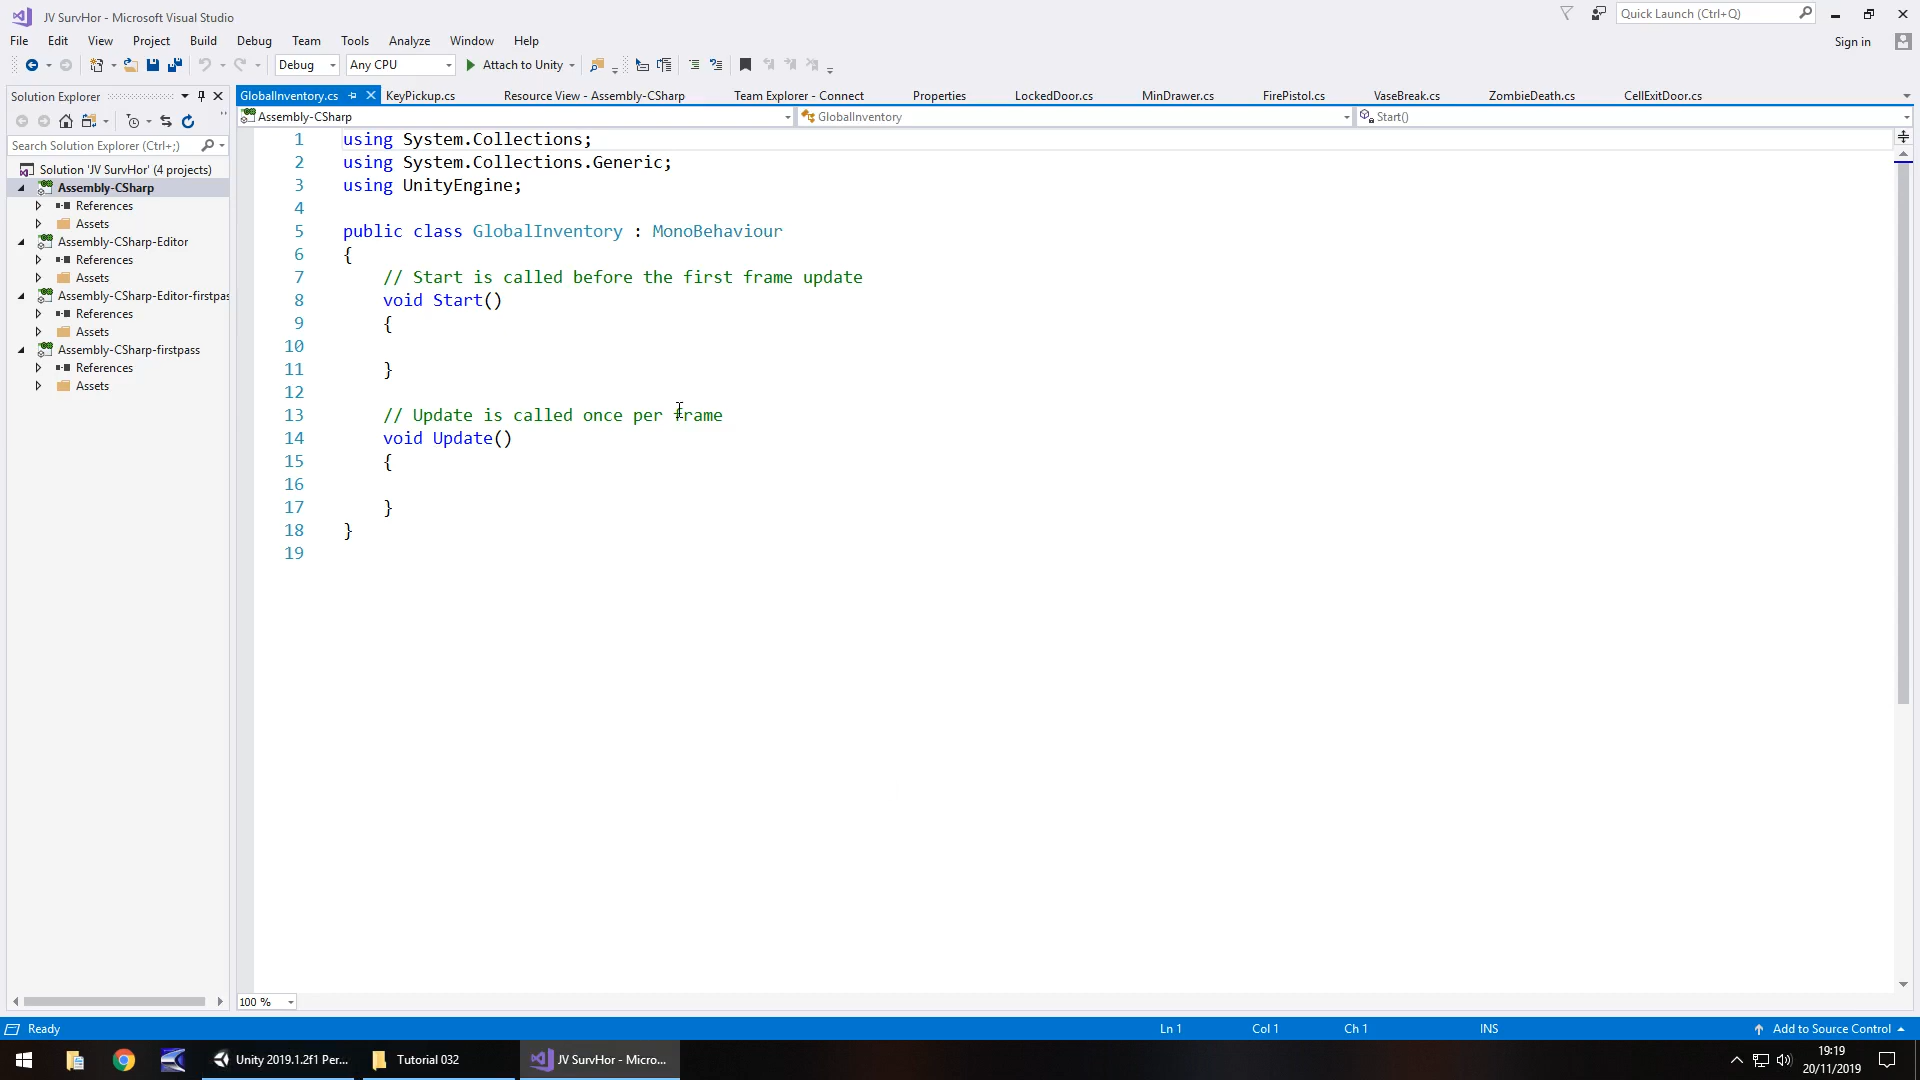 JV SurvHor - Microsoft Visual Studio
Quick Launch (Ctrl+Q)
File Edit View Project Build Debug Team Tools Analyze Window Help
Sign in
Debug Any CPU Attach to Unity
Solution Explorer
GlobalInventory.cs KeyPickup.cs Resource View - Assembly-CSharp Team Explorer - Connect Properties LockedDoor.cs MinDrawer.cs FirePistol.cs VaseBreak.cs ZombieDeath.cs CellExitDoor.cs
Assembly-CSharp GlobalInventory Start()
Search Solution Explorer (Ctrl+;)
Solution 'JV SurvHor' (4 projects)
Assembly-CSharp
References
Assets
Assembly-CSharp-Editor
References
Assets
Assembly-CSharp-Editor-firstpas
References
Assets
Assembly-CSharp-firstpass
References
Assets
1 using System.Collections;
2 using System.Collections.Generic;
3 using UnityEngine;
4
5 public class GlobalInventory : MonoBehaviour
6 {
7 // Start is called before the first frame update
8 void Start()
9 {
10
11 }
12
13 // Update is called once per frame
14 void Update()
15 {
16
17 }
18 }
19
100 %
Ready Ln 1 Col 1 Ch 1 INS Add to Source Control
Unity 2019.1.2f1 Per... Tutorial 032 JV SurvHor - Micro...
19:19
20/11/2019